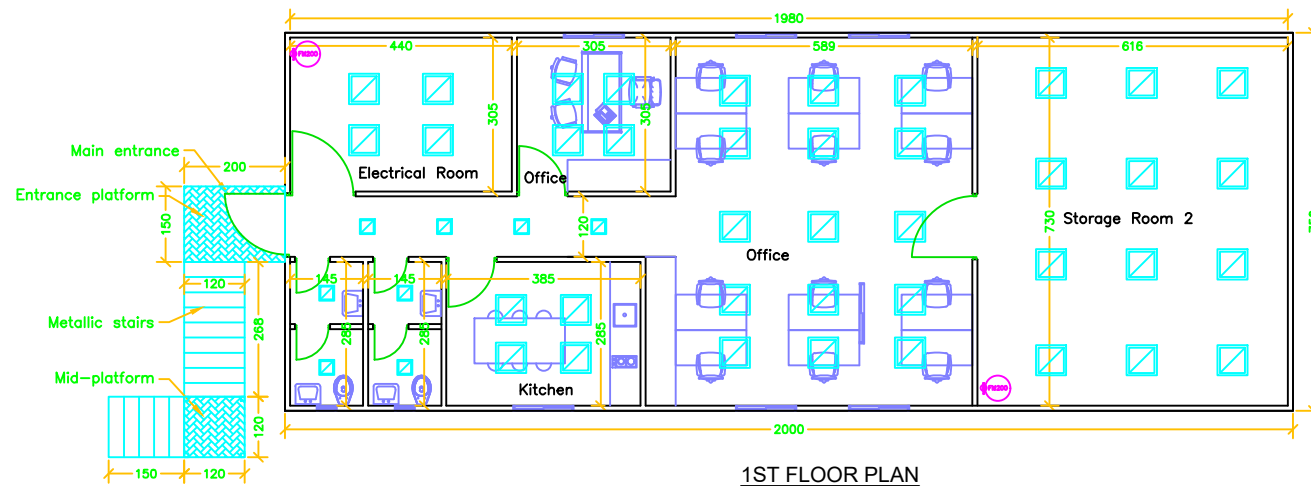 1980
440
305
589
616
FM200
305
305
Main entrance
200
Electrical Room
Office
Entrance platform
150
120
730
Storage Room 2
Office
145
145
385
120
Metallic stairs
268
285
285
285
Mid-platform
FM200
Kitchen
120
2000
150
120
1ST FLOOR PLAN